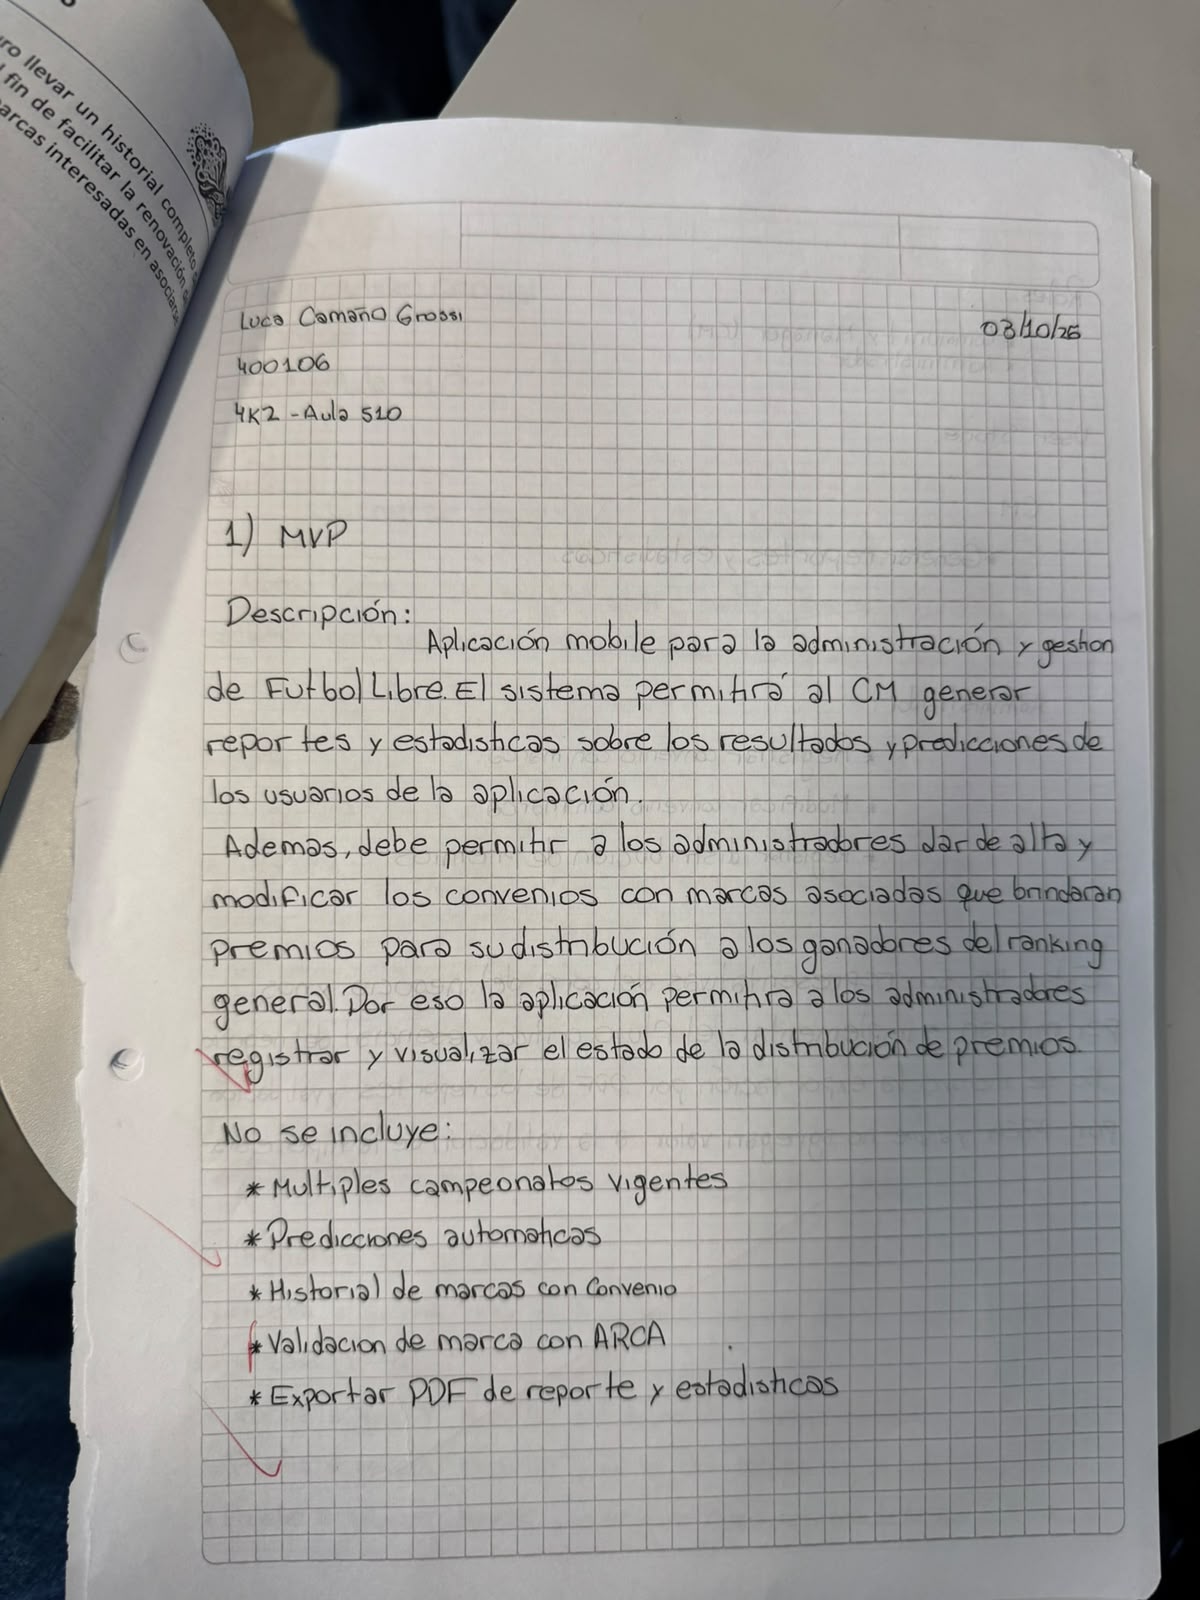 ro llevar un historial completo
fin de facilitar la renovación
arcas interesadas en asociarse
Luca Camaño Grossi
03/10/25
400106
4K2 - Aula 510
1) MVP
Descripción:
Aplicación mobile para la administración y gestion
de Futbol Libre. El sistema permitirá al CM generar
reportes y estadisticas sobre los resultados y predicciones de
los usuarios de la aplicación.
Ademas, debe permitir a los administradores dar de alta y
modificar los convenios con marcas asociadas que brindaran
premios para su distribución a los ganadores del ranking
general. Por eso la aplicación permitira a los administradores
registrar y visualizar el estado de la distribución de premios.
No se incluye:
* Multiples campeonatos vigentes
* Predicciones automaticas
* Historial de marcas con Convenio
* Validacion de marca con ARCA
* Exportar PDF de reporte y estadisticas